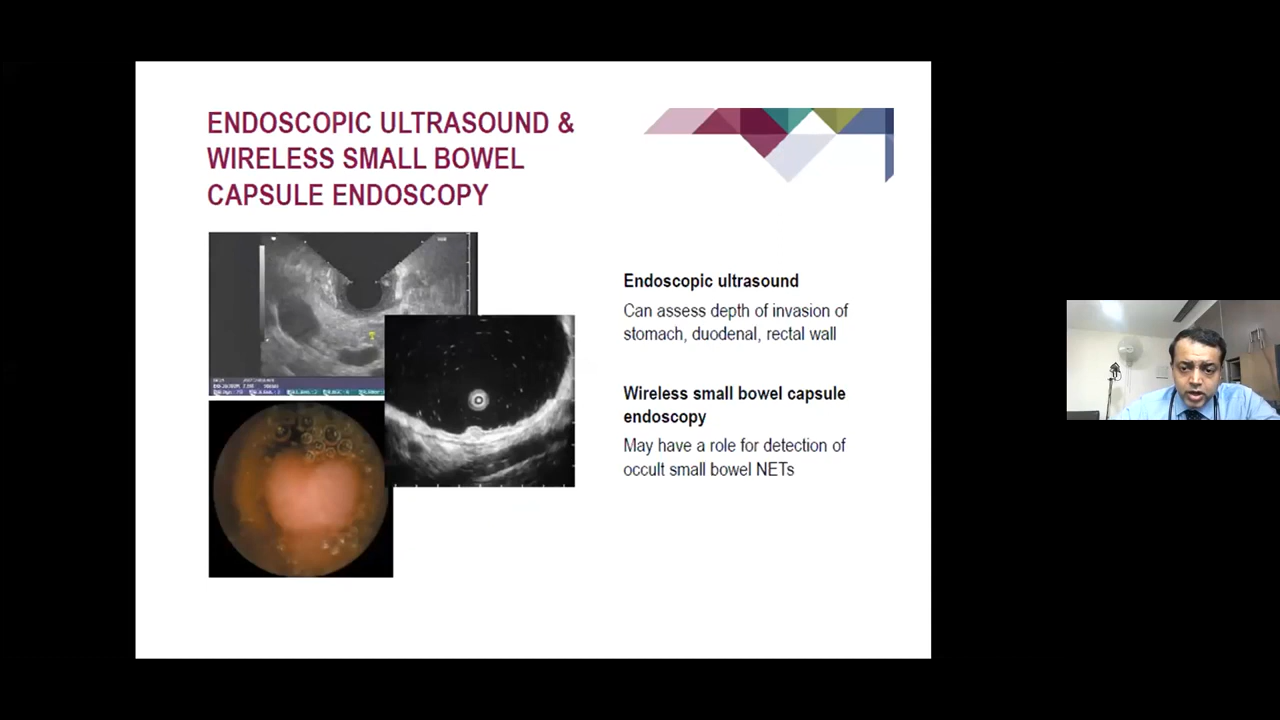 ENDOSCOPIC ULTRASOUND &
WIRELESS SMALL BOWEL
CAPSULE ENDOSCOPY
Endoscopic ultrasound
Can assess depth of invasion of
stomach, duodenal, rectal wall
Wireless small bowel capsule
endoscopy
May have a role for detection of
occult small bowel NETs